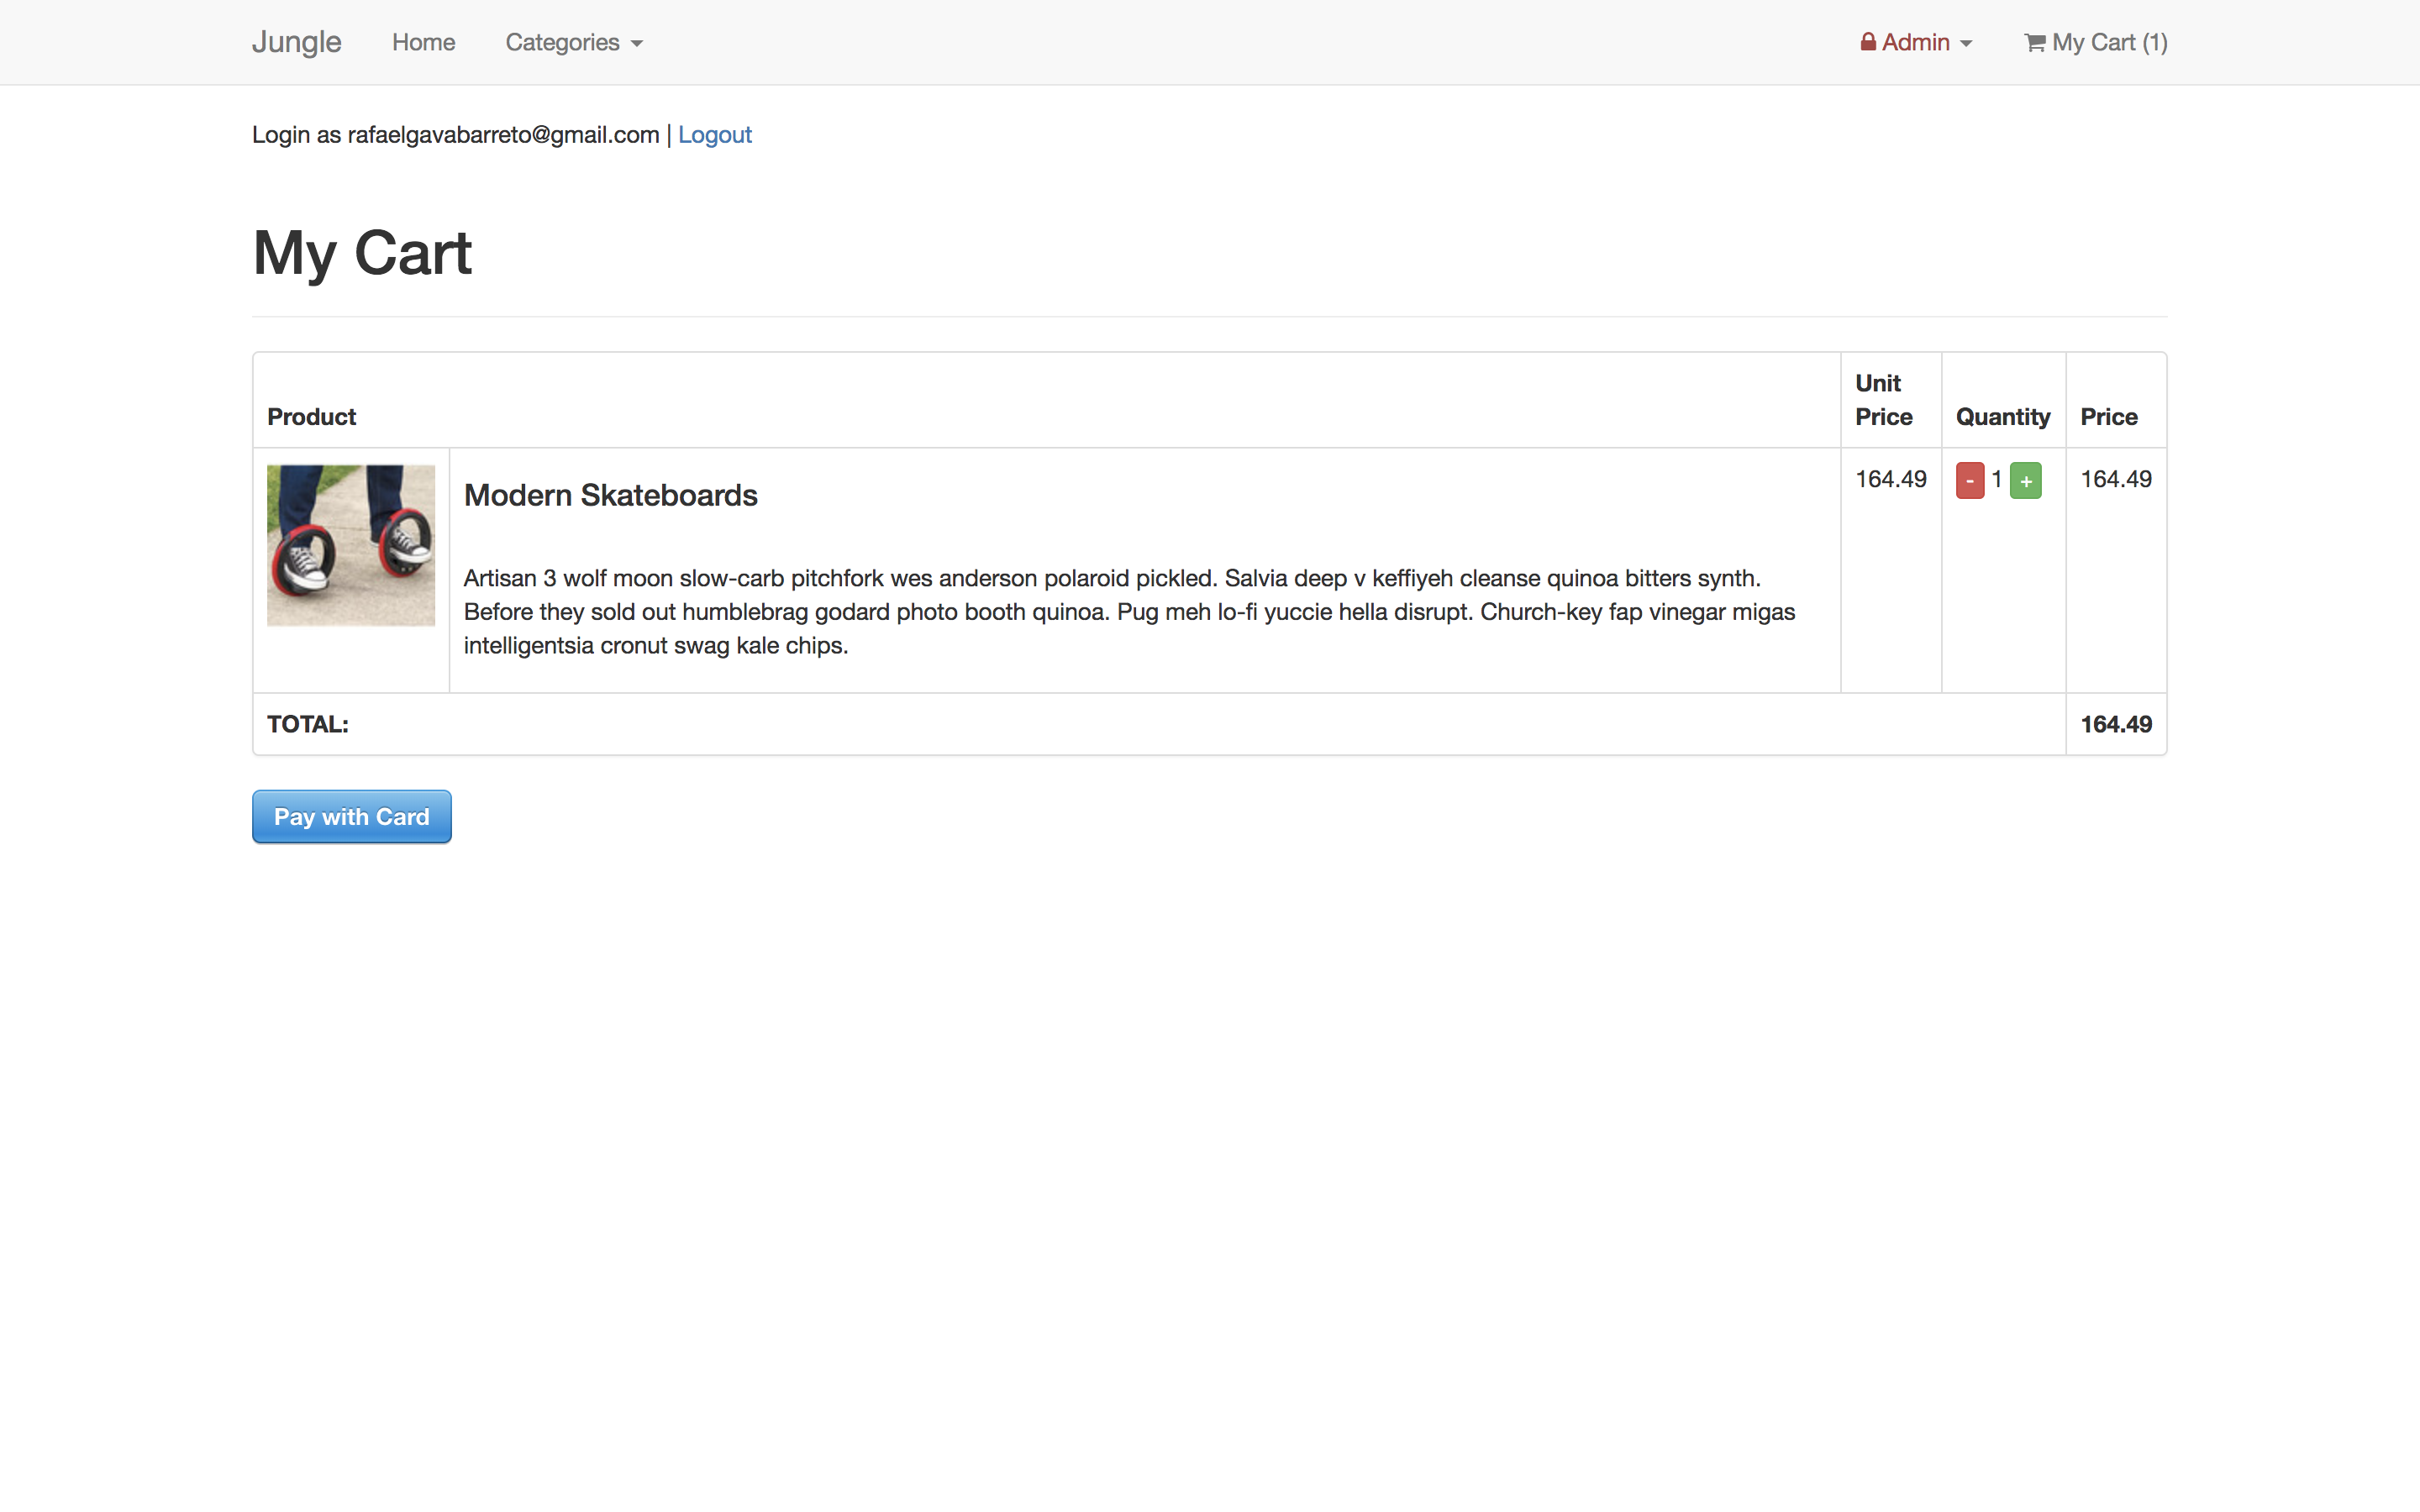 Jungle Home Categories Admin My Cart (1)
Login as rafaelgavabarreto@gmail.com | Logout
My Cart
Product Unit Price Quantity Price
Modern Skateboards 164.49 - 1 + 164.49
Artisan 3 wolf moon slow-carb pitchfork wes anderson polaroid pickled. Salvia deep v keffiyeh cleanse quinoa bitters synth.
Before they sold out humblebrag godard photo booth quinoa. Pug meh lo-fi yuccie hella disrupt. Church-key fap vinegar migas
intelligentsia cronut swag kale chips.
TOTAL: 164.49
Pay with Card